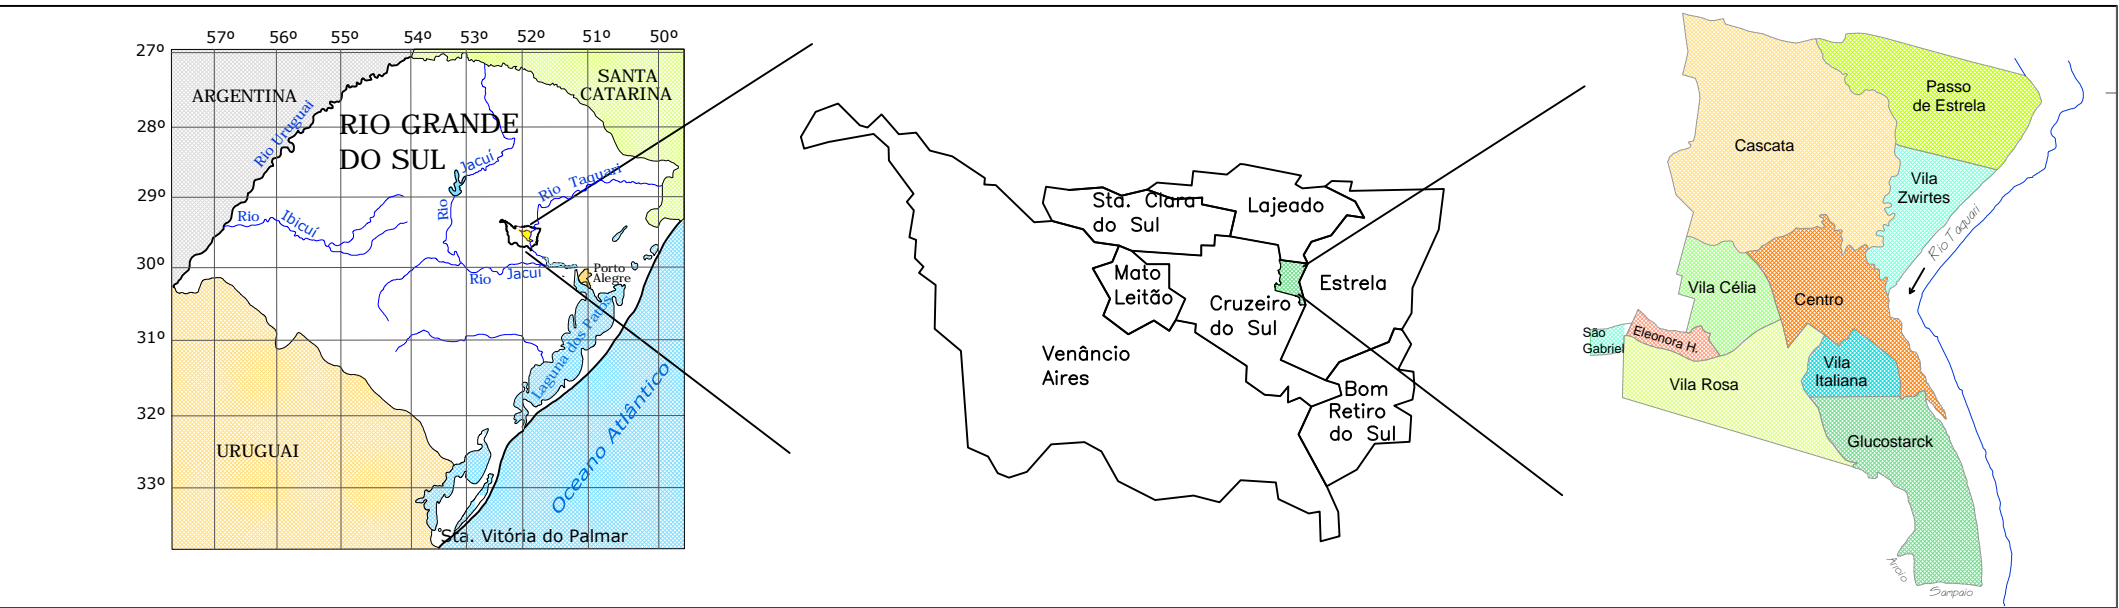 57º 56º 55º 54º 53º 52º 51º 50º
27º
28º
29º
30º
31º
32º
33º
ARGENTINA
SANTA
CATARINA
RIO GRANDE
DO SUL
Rio Uruguai
Rio Jacuí
Rio Taquari
Rio Ibicuí
Rio Jacuí
Porto
Alegre
Laguna dos Patos
Oceano Atlântico
URUGUAI
Sta. Vitória do Palmar
Sta. Clara
do Sul
Lajeado
Mato
Leitão
Cruzeiro
do Sul
Estrela
Venâncio
Aires
Bom
Retiro
do Sul
Passo
de Estrela
Cascata
Vila
Zwirtes
Rio Taquari
Vila Célia
Centro
São
Gabriel
Eleonora H.
Vila Rosa
Vila
Italiana
Glucostarck
Arroio
Sampaio